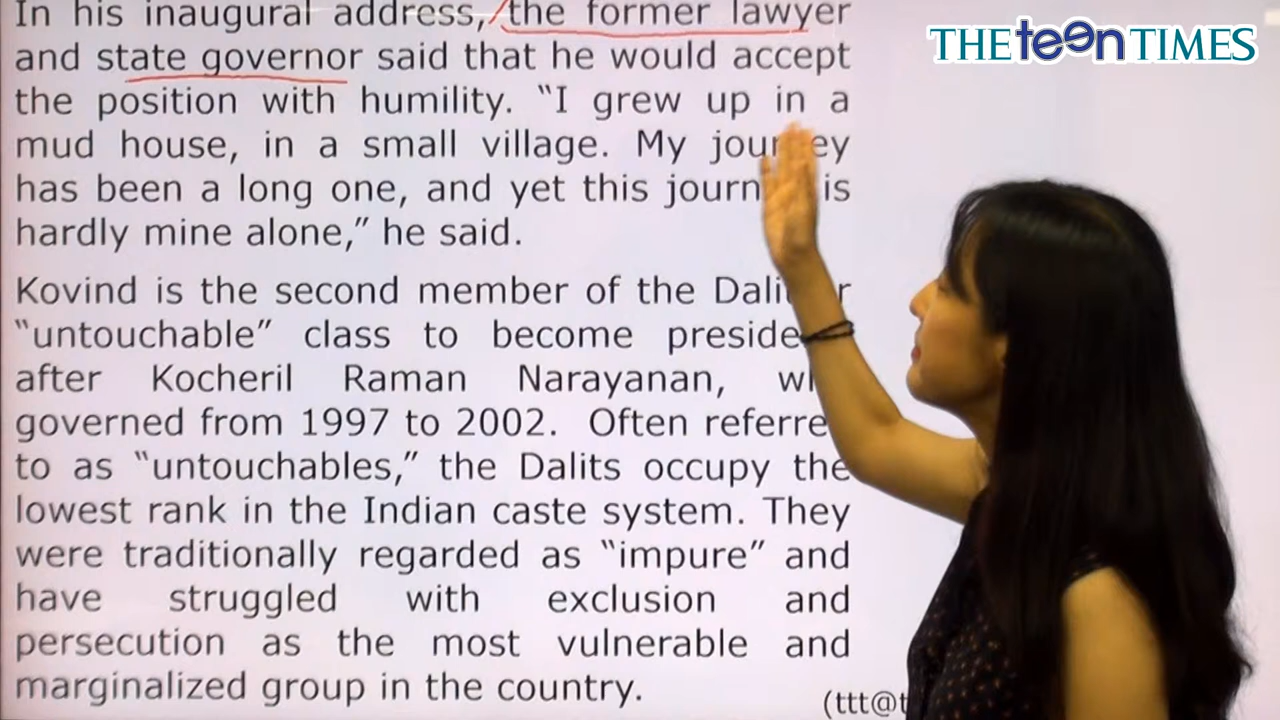 In his inaugural address, the former lawyer
and state governor said that he would accept
the position with humility. “I grew up in a
mud house, in a small village. My journey
has been a long one, and yet this journ is
hardly mine alone,” he said.
Kovind is the second member of the Dali r
“untouchable” class to become preside
after Kocheril Raman Narayanan, wh
governed from 1997 to 2002. Often referre
to as “untouchables,” the Dalits occupy the
lowest rank in the Indian caste system. They
were traditionally regarded as “impure” and
have struggled with exclusion and
persecution as the most vulnerable and
marginalized group in the country.
(ttt@t
THE teen TIMES